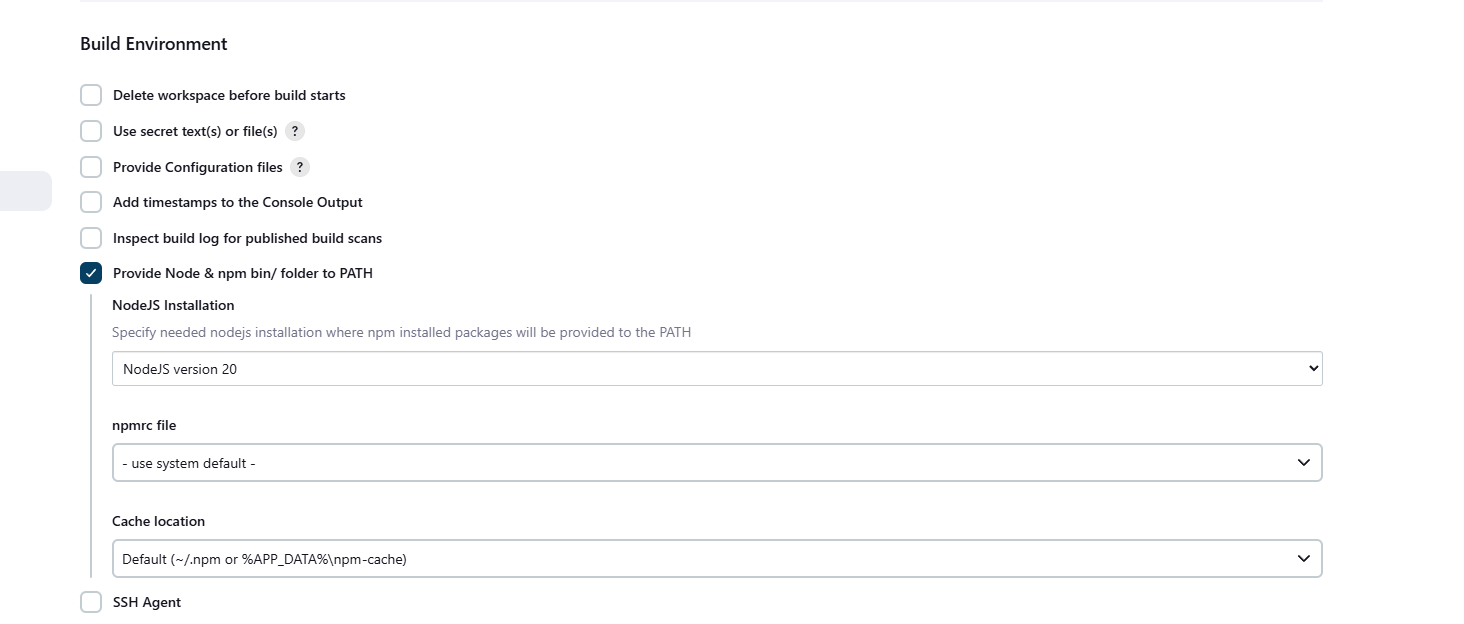 Build Environment
Delete workspace before build starts
Use secret text(s) or file(s) ?
Provide Configuration files ?
Add timestamps to the Console Output
Inspect build log for published build scans
Provide Node & npm bin/ folder to PATH
NodeJS Installation
Specify needed nodejs installation where npm installed packages will be provided to the PATH
NodeJS version 20
npmrc file
- use system default -
Cache location
Default (~/.npm or %APP_DATA%\npm-cache)
SSH Agent